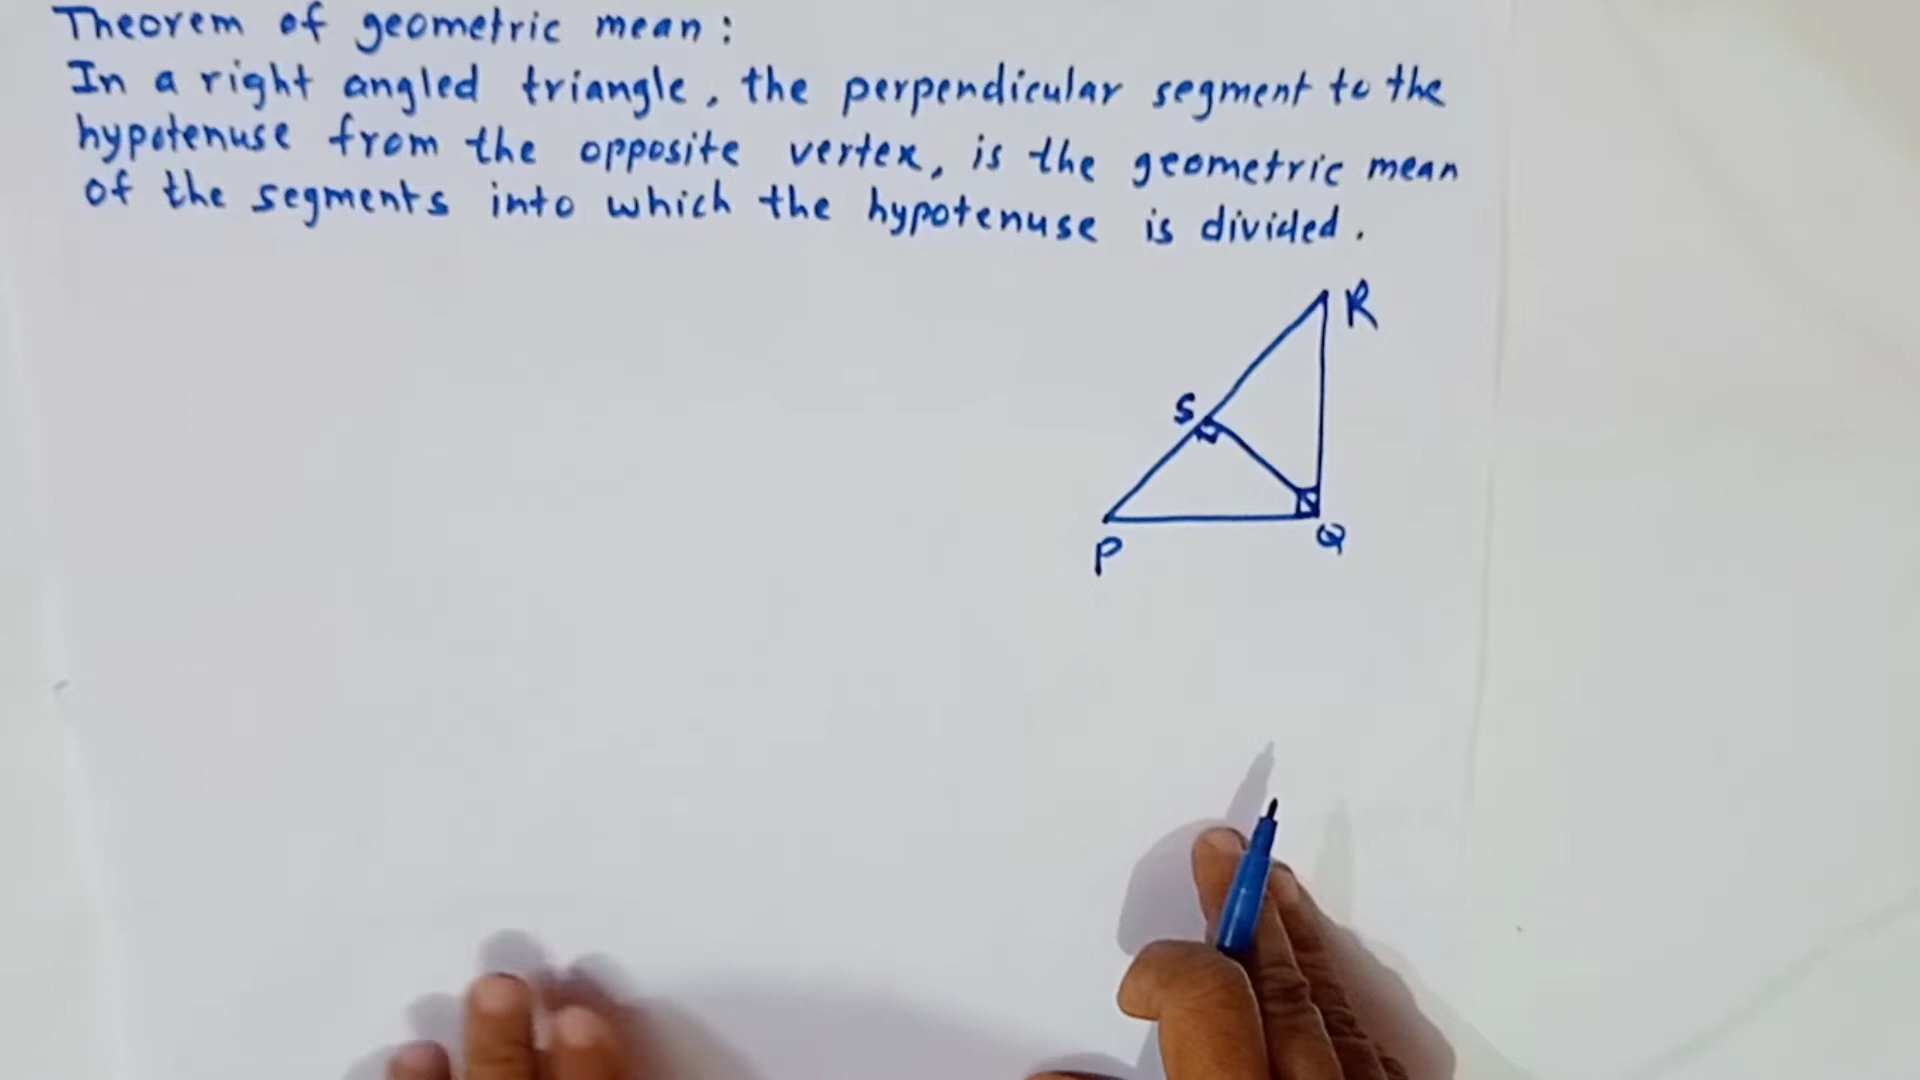 Theorem of geometric mean:
In a right angled triangle, the perpendicular segment to the
hypotenuse from the opposite vertex, is the geometric mean
of the segments into which the hypotenuse is divided.
R
S
P
Q